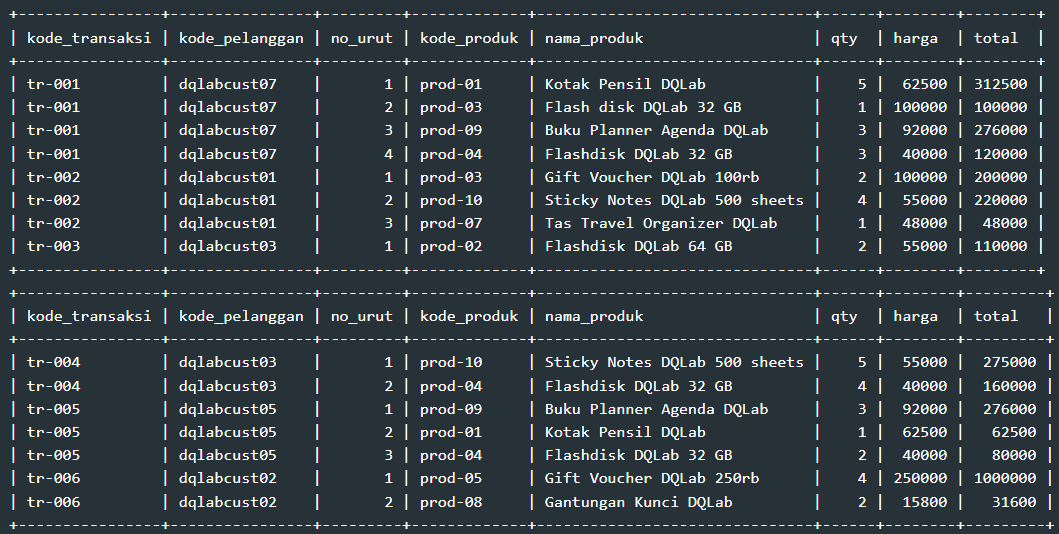 +----------------+----------------+---------+-------------+-------------------------------+------+--------+--------+
| kode_transaksi | kode_pelanggan | no_urut | kode_produk | nama_produk                   | qty  | harga  | total  |
+----------------+----------------+---------+-------------+-------------------------------+------+--------+--------+
| tr-001         | dqlabcust07    |       1 | prod-01     | Kotak Pensil DQLab            |    5 |  62500 | 312500 |
| tr-001         | dqlabcust07    |       2 | prod-03     | Flash disk DQLab 32 GB        |    1 | 100000 | 100000 |
| tr-001         | dqlabcust07    |       3 | prod-09     | Buku Planner Agenda DQLab     |    3 |  92000 | 276000 |
| tr-001         | dqlabcust07    |       4 | prod-04     | Flashdisk DQLab 32 GB         |    3 |  40000 | 120000 |
| tr-002         | dqlabcust01    |       1 | prod-03     | Gift Voucher DQLab 100rb      |    2 | 100000 | 200000 |
| tr-002         | dqlabcust01    |       2 | prod-10     | Sticky Notes DQLab 500 sheets |    4 |  55000 | 220000 |
| tr-002         | dqlabcust01    |       3 | prod-07     | Tas Travel Organizer DQLab    |    1 |  48000 |  48000 |
| tr-003         | dqlabcust03    |       1 | prod-02     | Flashdisk DQLab 64 GB         |    2 |  55000 | 110000 |
+----------------+----------------+---------+-------------+-------------------------------+------+--------+--------+
+----------------+----------------+---------+-------------+-------------------------------+------+--------+---------+
| kode_transaksi | kode_pelanggan | no_urut | kode_produk | nama_produk                   | qty  | harga  | total   |
+----------------+----------------+---------+-------------+-------------------------------+------+--------+---------+
| tr-004         | dqlabcust03    |       1 | prod-10     | Sticky Notes DQLab 500 sheets |    5 |  55000 |  275000 |
| tr-004         | dqlabcust03    |       2 | prod-04     | Flashdisk DQLab 32 GB         |    4 |  40000 |  160000 |
| tr-005         | dqlabcust05    |       1 | prod-09     | Buku Planner Agenda DQLab     |    3 |  92000 |  276000 |
| tr-005         | dqlabcust05    |       2 | prod-01     | Kotak Pensil DQLab            |    1 |  62500 |   62500 |
| tr-005         | dqlabcust05    |       3 | prod-04     | Flashdisk DQLab 32 GB         |    2 |  40000 |   80000 |
| tr-006         | dqlabcust02    |       1 | prod-05     | Gift Voucher DQLab 250rb      |    4 | 250000 | 1000000 |
| tr-006         | dqlabcust02    |       2 | prod-08     | Gantungan Kunci DQLab         |    2 |  15800 |   31600 |
+----------------+----------------+---------+-------------+-------------------------------+------+--------+---------+